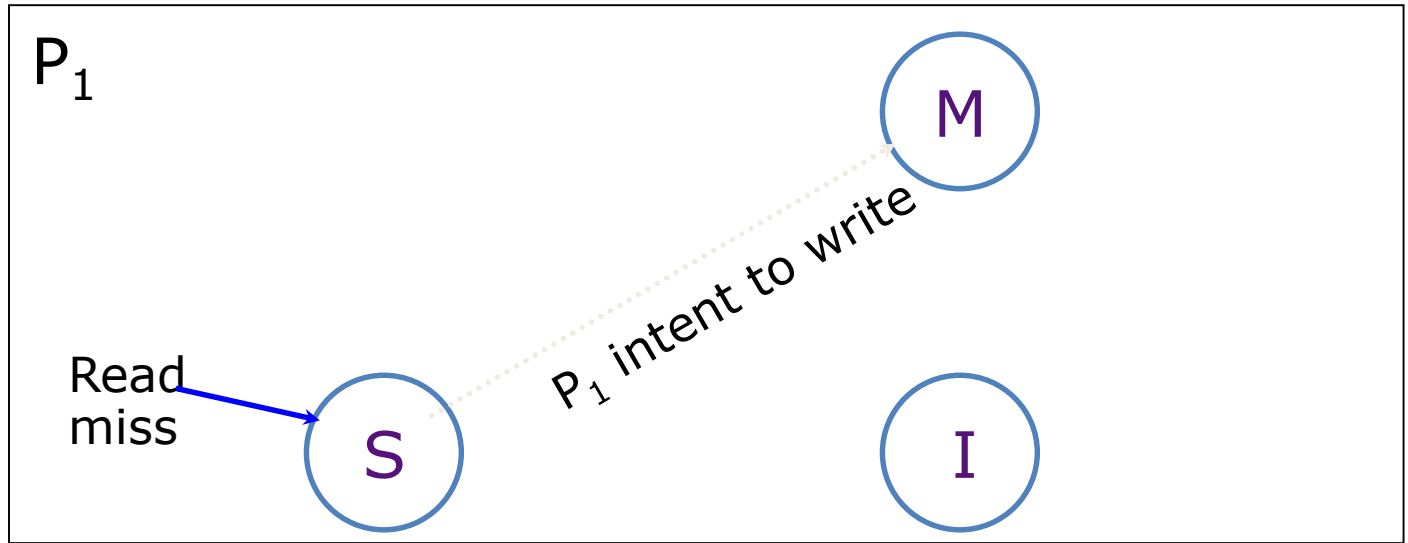 P₁
M
P₁ intent to write
Read
miss
S
I